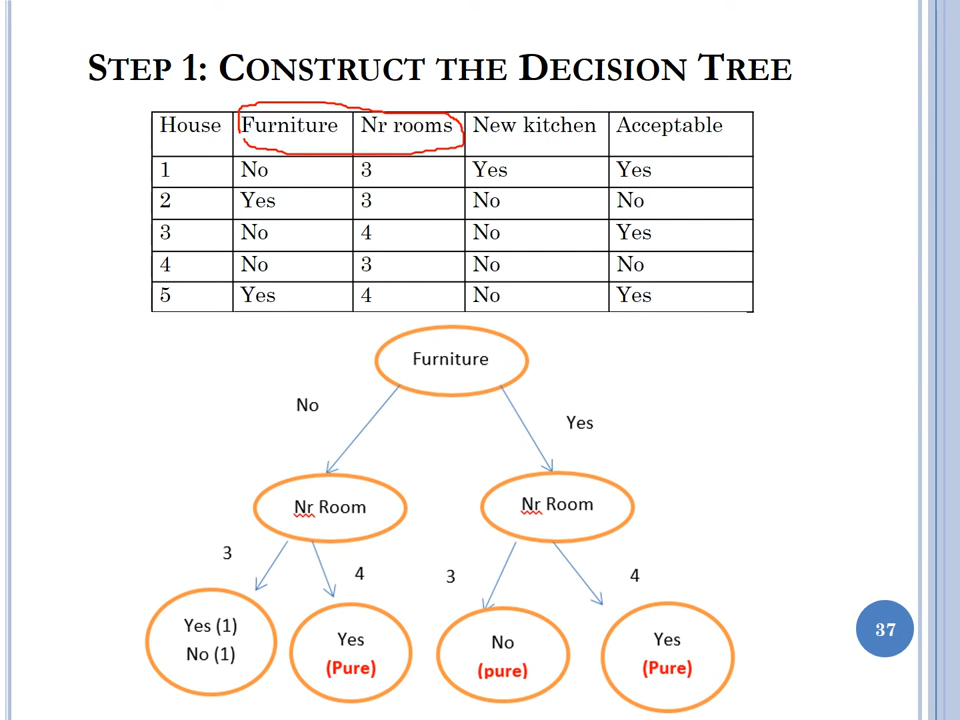 STEP 1: CONSTRUCT THE DECISION TREE
House Furniture Nr rooms New kitchen Acceptable
1 No 3 Yes Yes
2 Yes 3 No No
3 No 4 No Yes
4 No 3 No No
5 Yes 4 No Yes
Furniture
No
Yes
Nr Room
Nr Room
3
4
3
4
Yes (1)
No (1)
Yes
(Pure)
No
(pure)
Yes
(Pure)
37